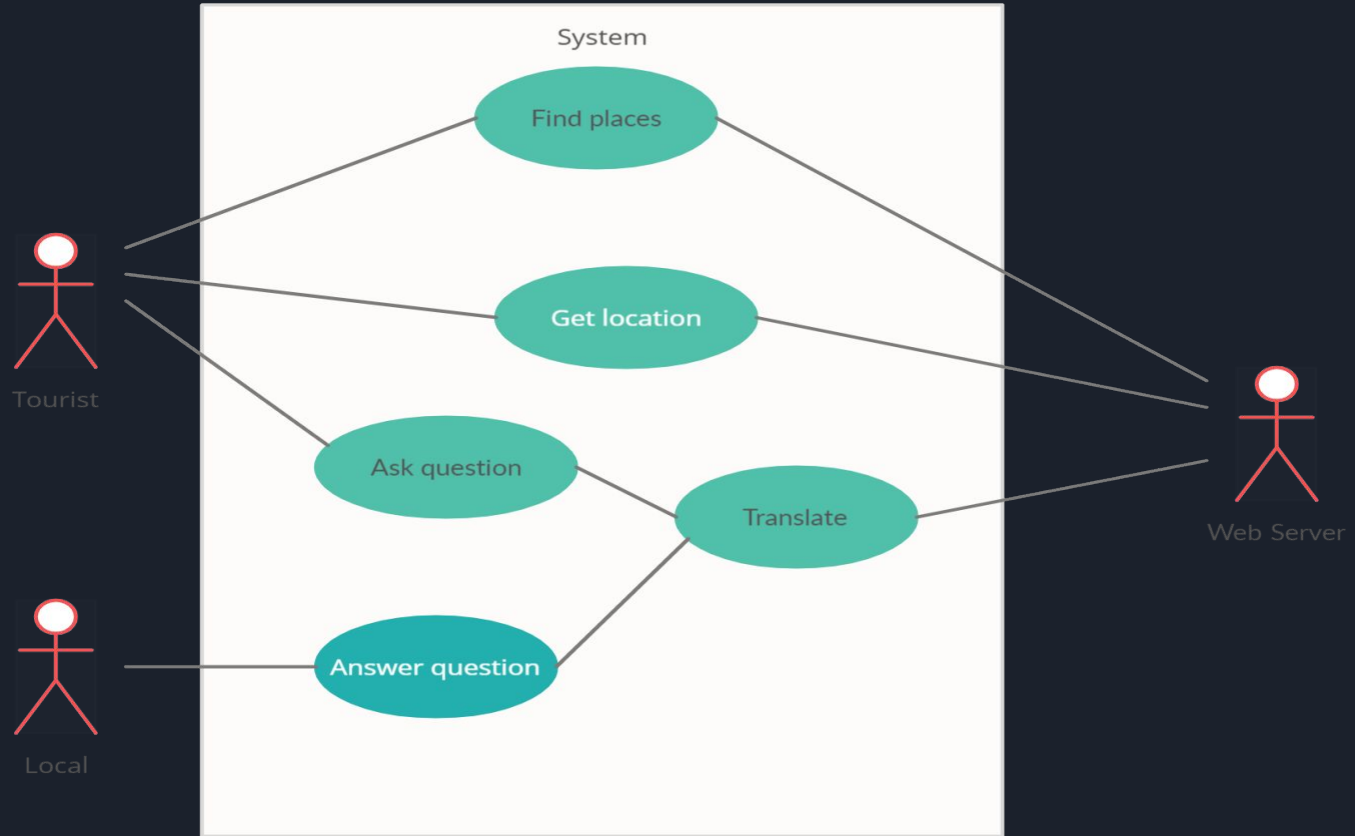 System
Find places
Get location
Tourist
Ask question
Translate
Web Server
Answer question
Local